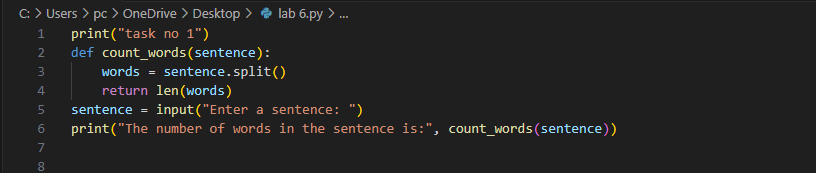 C: > Users > pc > OneDrive > Desktop > lab 6.py > ...
1 print("task no 1")
2 def count_words(sentence):
3     words = sentence.split()
4     return len(words)
5 sentence = input("Enter a sentence: ")
6 print("The number of words in the sentence is:", count_words(sentence))
7
8